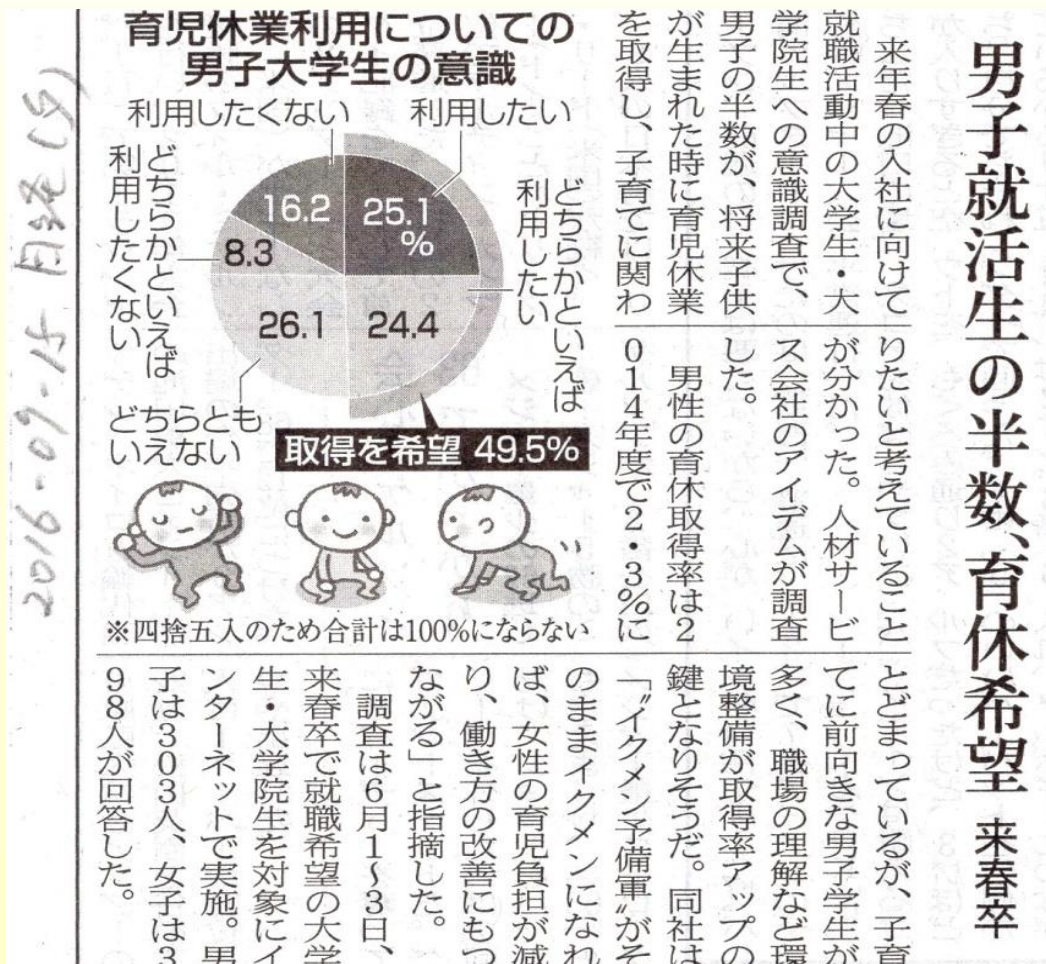 男子就活生の半数、育休希望 来春卒
来年春の入社に向けて
就職活動中の大学生・大
学院生への意識調査で、
男子の半数が、将来子供
が生まれた時に育児休業
を取得し、子育てに関わ
りたいと考えていること
が分かった。人材サービ
ス会社のアイデムが調査
した。
男性の育休取得率は2
014年度で2・3%に
とどまっているが、子育
てに前向きな男子学生が
多く、職場の理解など環
境整備が取得率アップの
鍵となりそうだ。同社は
「〝イクメン予備軍〟がそ
のままイクメンになれ
ば、女性の育児負担が減
り、働き方の改善にもつ
ながる」と指摘した。
調査は6月1〜3日、
来春卒で就職希望の大学
生・大学院生を対象にイ
ンターネットで実施。男
子は303人、女子は3
98人が回答した。
育児休業利用についての
男子大学生の意識
利用したい
25.1
%
どちらかといえば
利用したい
24.4
どちらとも
いえない
26.1
どちらかといえば
利用したくない
8.3
利用したくない
16.2
取得を希望 49.5%
※四捨五入のため合計は100%にならない
2016-09-15 日経(夕)